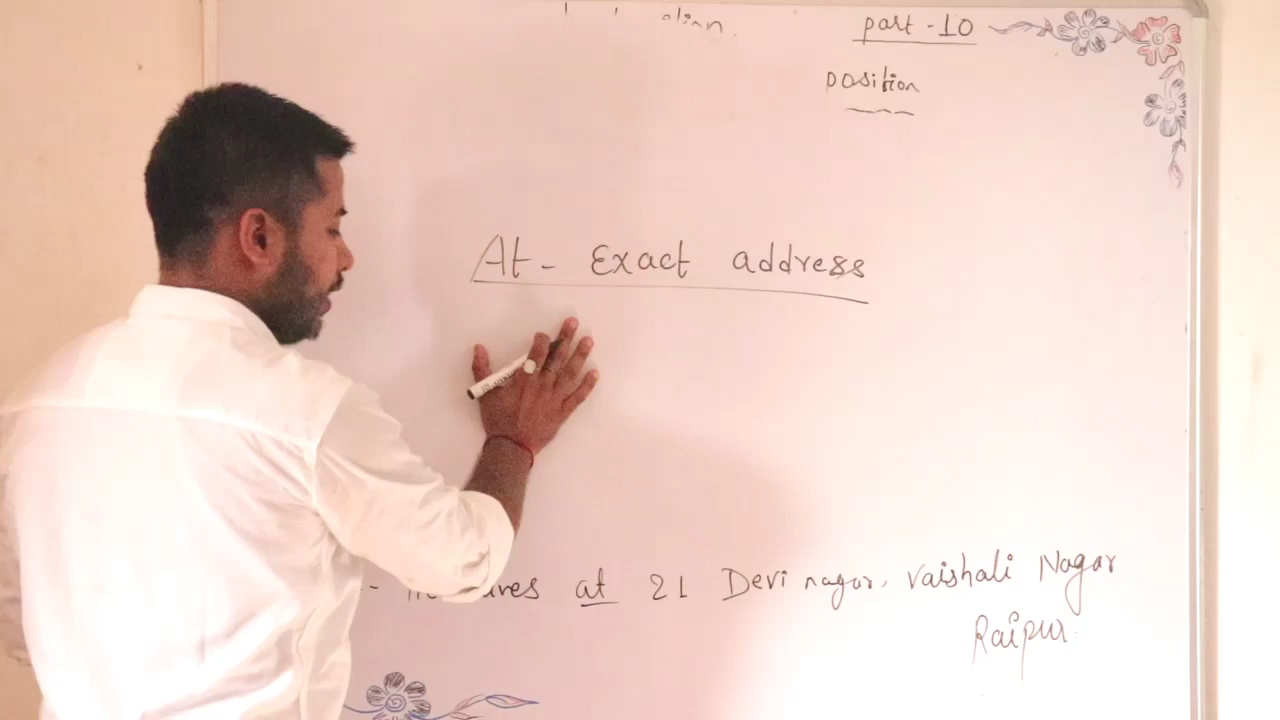 part - 10
position
At - Exact address
at 21 Devi nagar, Vaishali Nagar
Raipur.